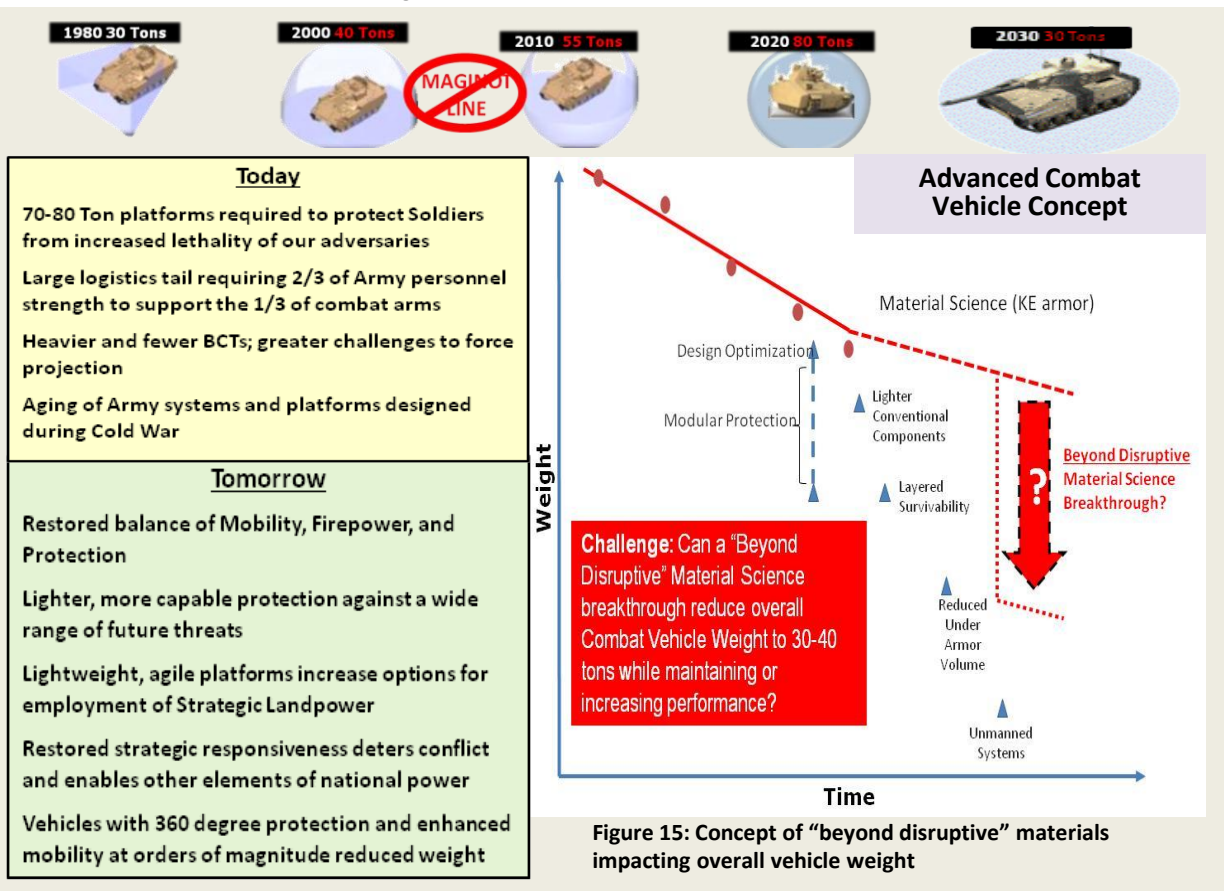 1980 30 Tons
2000 40 Tons
MAGINOT
LINE
2010 55 Tons
2020 80 Tons
2030 30 Tons
Today
70-80 Ton platforms required to protect Soldiers
from increased lethality of our adversaries
Large logistics tail requiring 2/3 of Army personnel
strength to support the 1/3 of combat arms
Heavier and fewer BCTs; greater challenges to force
projection
Aging of Army systems and platforms designed
during Cold War
Tomorrow
Restored balance of Mobility, Firepower, and
Protection
Lighter, more capable protection against a wide
range of future threats
Lightweight, agile platforms increase options for
employment of Strategic Landpower
Restored strategic responsiveness deters conflict
and enables other elements of national power
Vehicles with 360 degree protection and enhanced
mobility at orders of magnitude reduced weight
Advanced Combat
Vehicle Concept
Material Science (KE armor)
Design Optimization
Modular Protection
Lighter
Conventional
Components
Layered
Survivability
Reduced
Under
Armor
Volume
Unmanned
Systems
?
Beyond Disruptive
Material Science
Breakthrough?
Weight
Challenge: Can a “Beyond
Disruptive” Material Science
breakthrough reduce overall
Combat Vehicle Weight to 30-40
tons while maintaining or
increasing performance?
Time
Figure 15: Concept of “beyond disruptive” materials
impacting overall vehicle weight